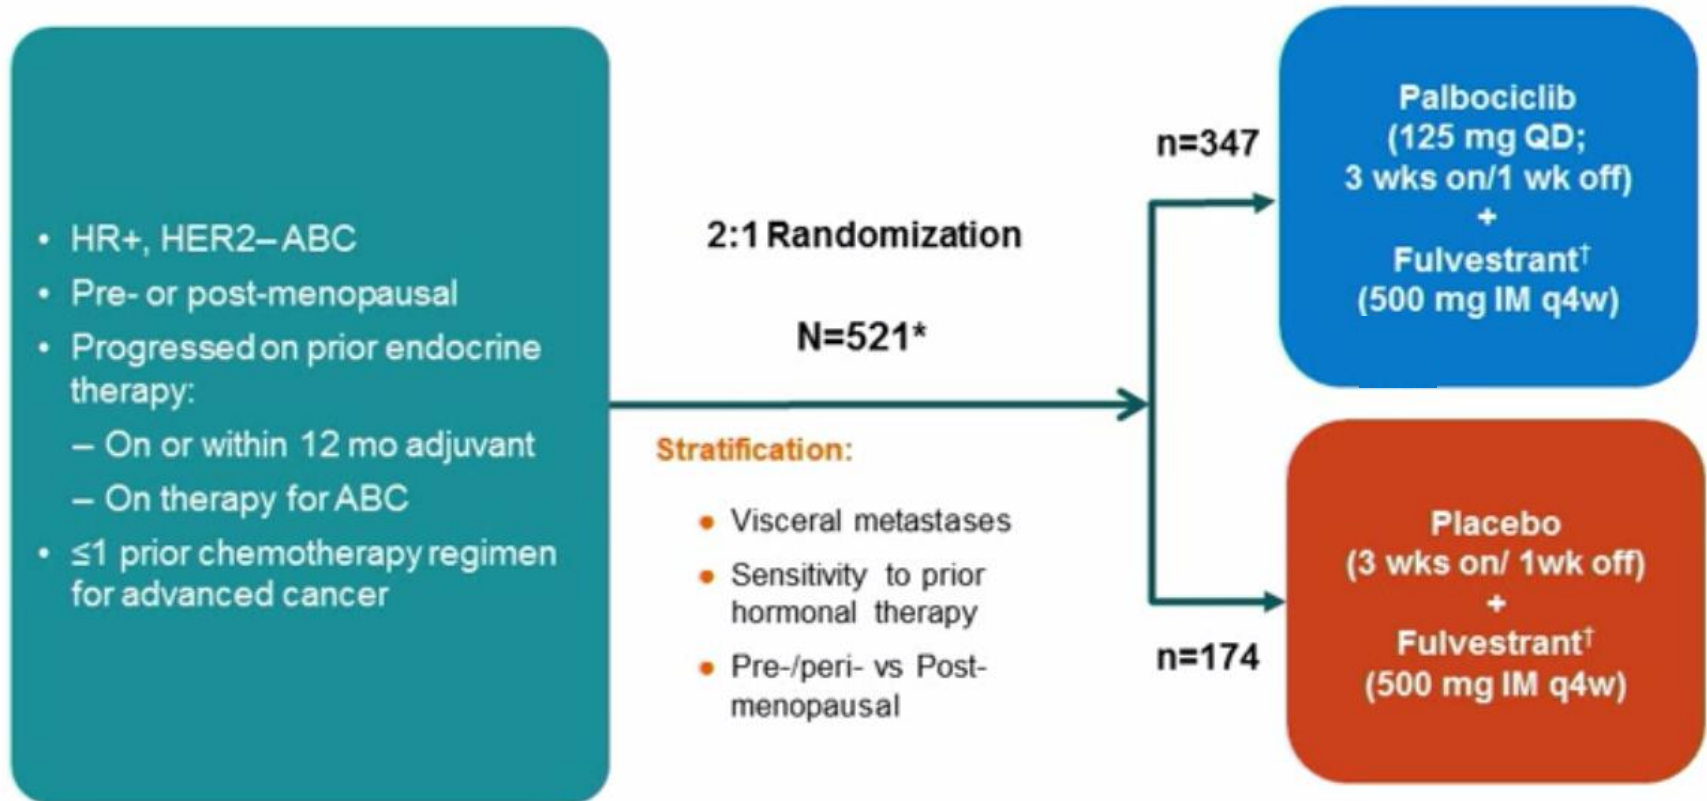 • HR+, HER2– ABC
• Pre- or post-menopausal
• Progressed on prior endocrine
therapy:
– On or within 12 mo adjuvant
– On therapy for ABC
• ≤1 prior chemotherapy regimen
for advanced cancer
2:1 Randomization
N=521*
Stratification:
• Visceral metastases
• Sensitivity to prior
hormonal therapy
• Pre-/peri- vs Post-
menopausal
n=347
Palbociclib
(125 mg QD;
3 wks on/1 wk off)
+
Fulvestrant†
(500 mg IM q4w)
n=174
Placebo
(3 wks on/ 1wk off)
+
Fulvestrant†
(500 mg IM q4w)